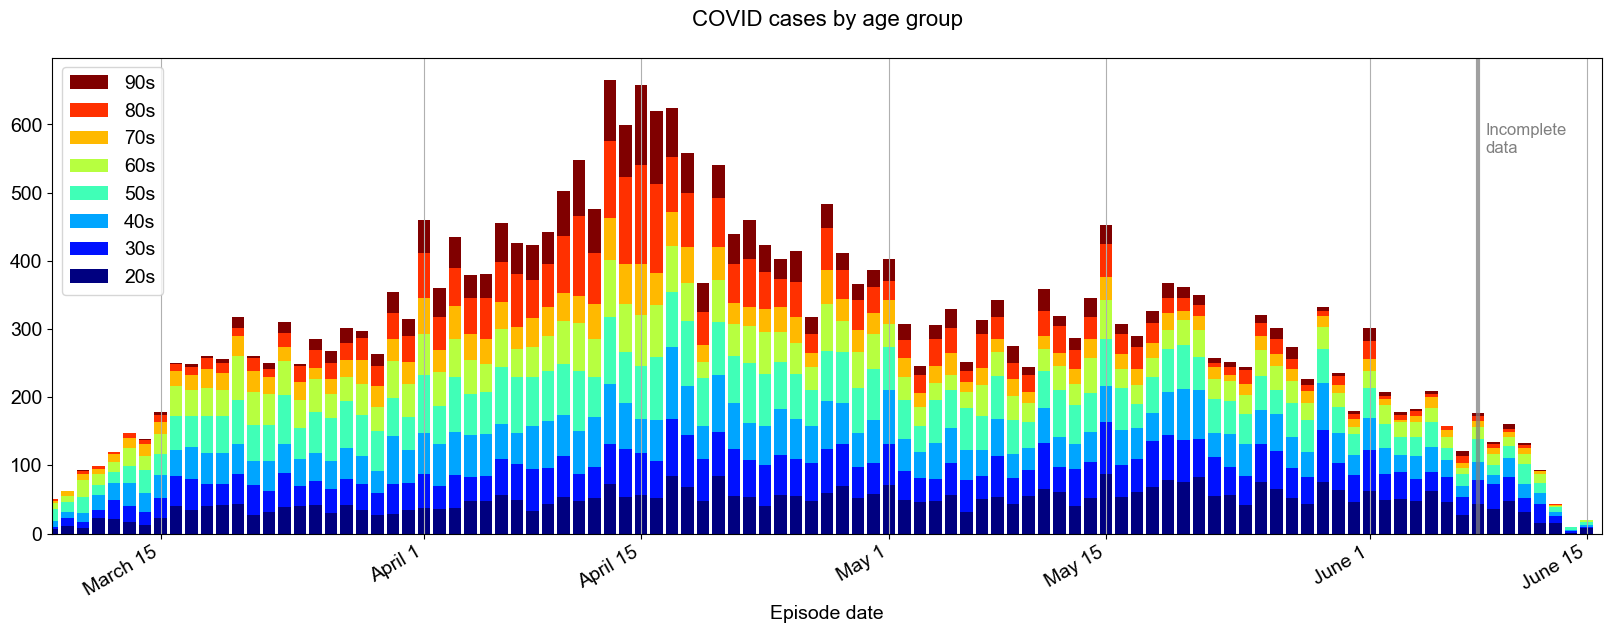 COVID cases by age group
90s
80s
70s
60s
50s
40s
30s
20s
600
500
400
300
200
100
0
Incomplete
data
March 15
April 1
April 15
May 1
May 15
June 1
June 15
Episode date